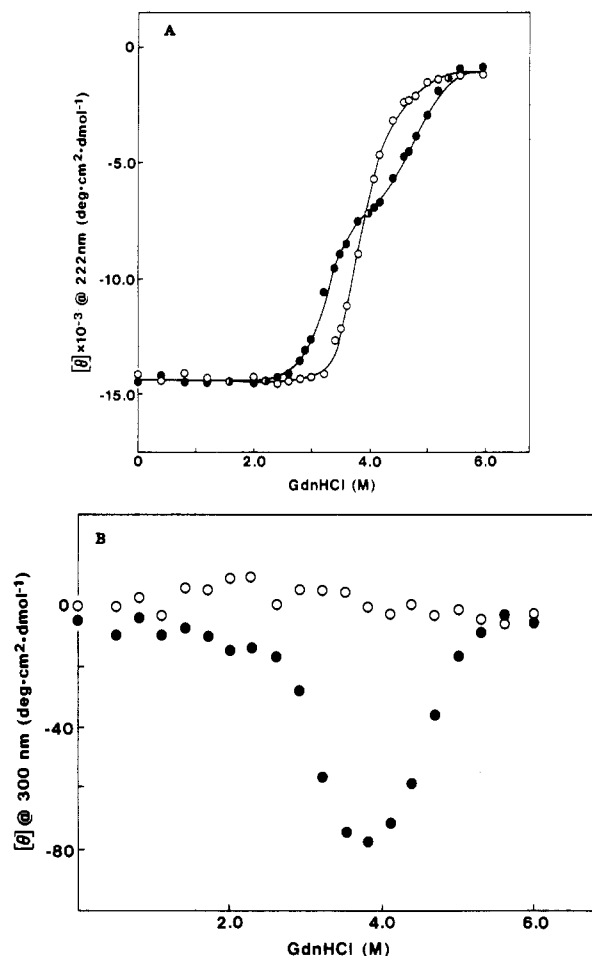 A
0
-5.0
-10.0
-15.0
[θ]×10⁻³ @ 222nm (deg·cm²·dmol⁻¹)
0 2.0 4.0 6.0
GdnHCl (M)
B
0
-40
-80
[θ] @ 300 nm (deg·cm²·dmol⁻¹)
2.0 4.0 6.0
GdnHCl (M)